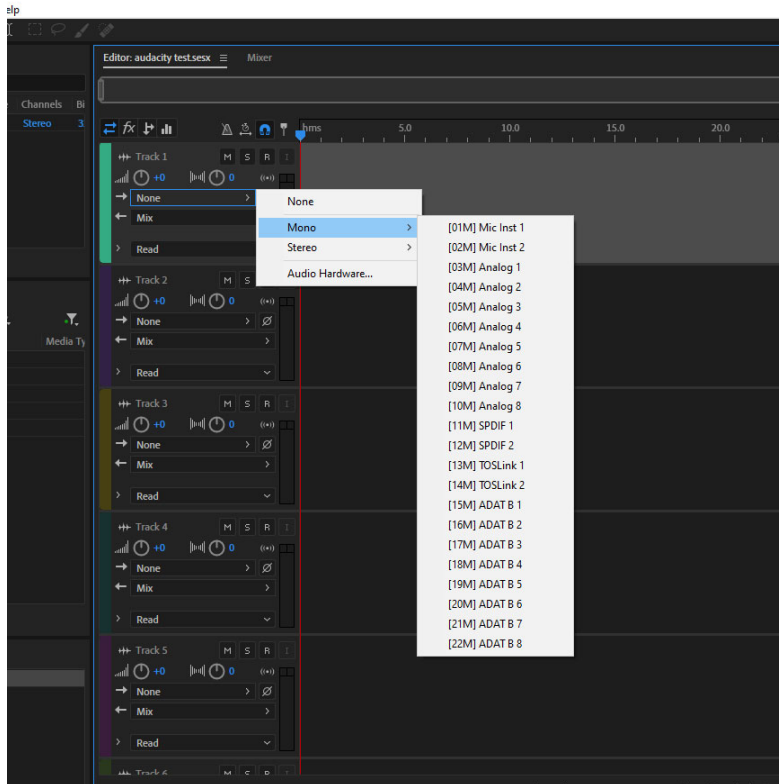 elp
Editor: audacity test.sesx ≡ Mixer
Channels Bi
Stereo 3
fx
hms 5.0 10.0 15.0 20.0
Track 1 M S R I
+0 0
None >
Mix
> Read
None
Mono >
Stereo >
Audio Hardware...
[01M] Mic Inst 1
[02M] Mic Inst 2
[03M] Analog 1
[04M] Analog 2
[05M] Analog 3
[06M] Analog 4
[07M] Analog 5
[08M] Analog 6
[09M] Analog 7
[10M] Analog 8
[11M] SPDIF 1
[12M] SPDIF 2
[13M] TOSLink 1
[14M] TOSLink 2
[15M] ADAT B 1
[16M] ADAT B 2
[17M] ADAT B 3
[18M] ADAT B 4
[19M] ADAT B 5
[20M] ADAT B 6
[21M] ADAT B 7
[22M] ADAT B 8
Track 2 M S
+0 0
None > Ø
Mix >
> Read
Media Ty
Track 3 M S R I
+0 0
None > Ø
Mix >
> Read
Track 4 M S R I
+0 0
None > Ø
Mix >
> Read
Track 5 M S R I
+0 0
None > Ø
Mix >
> Read
Track 6 M S R